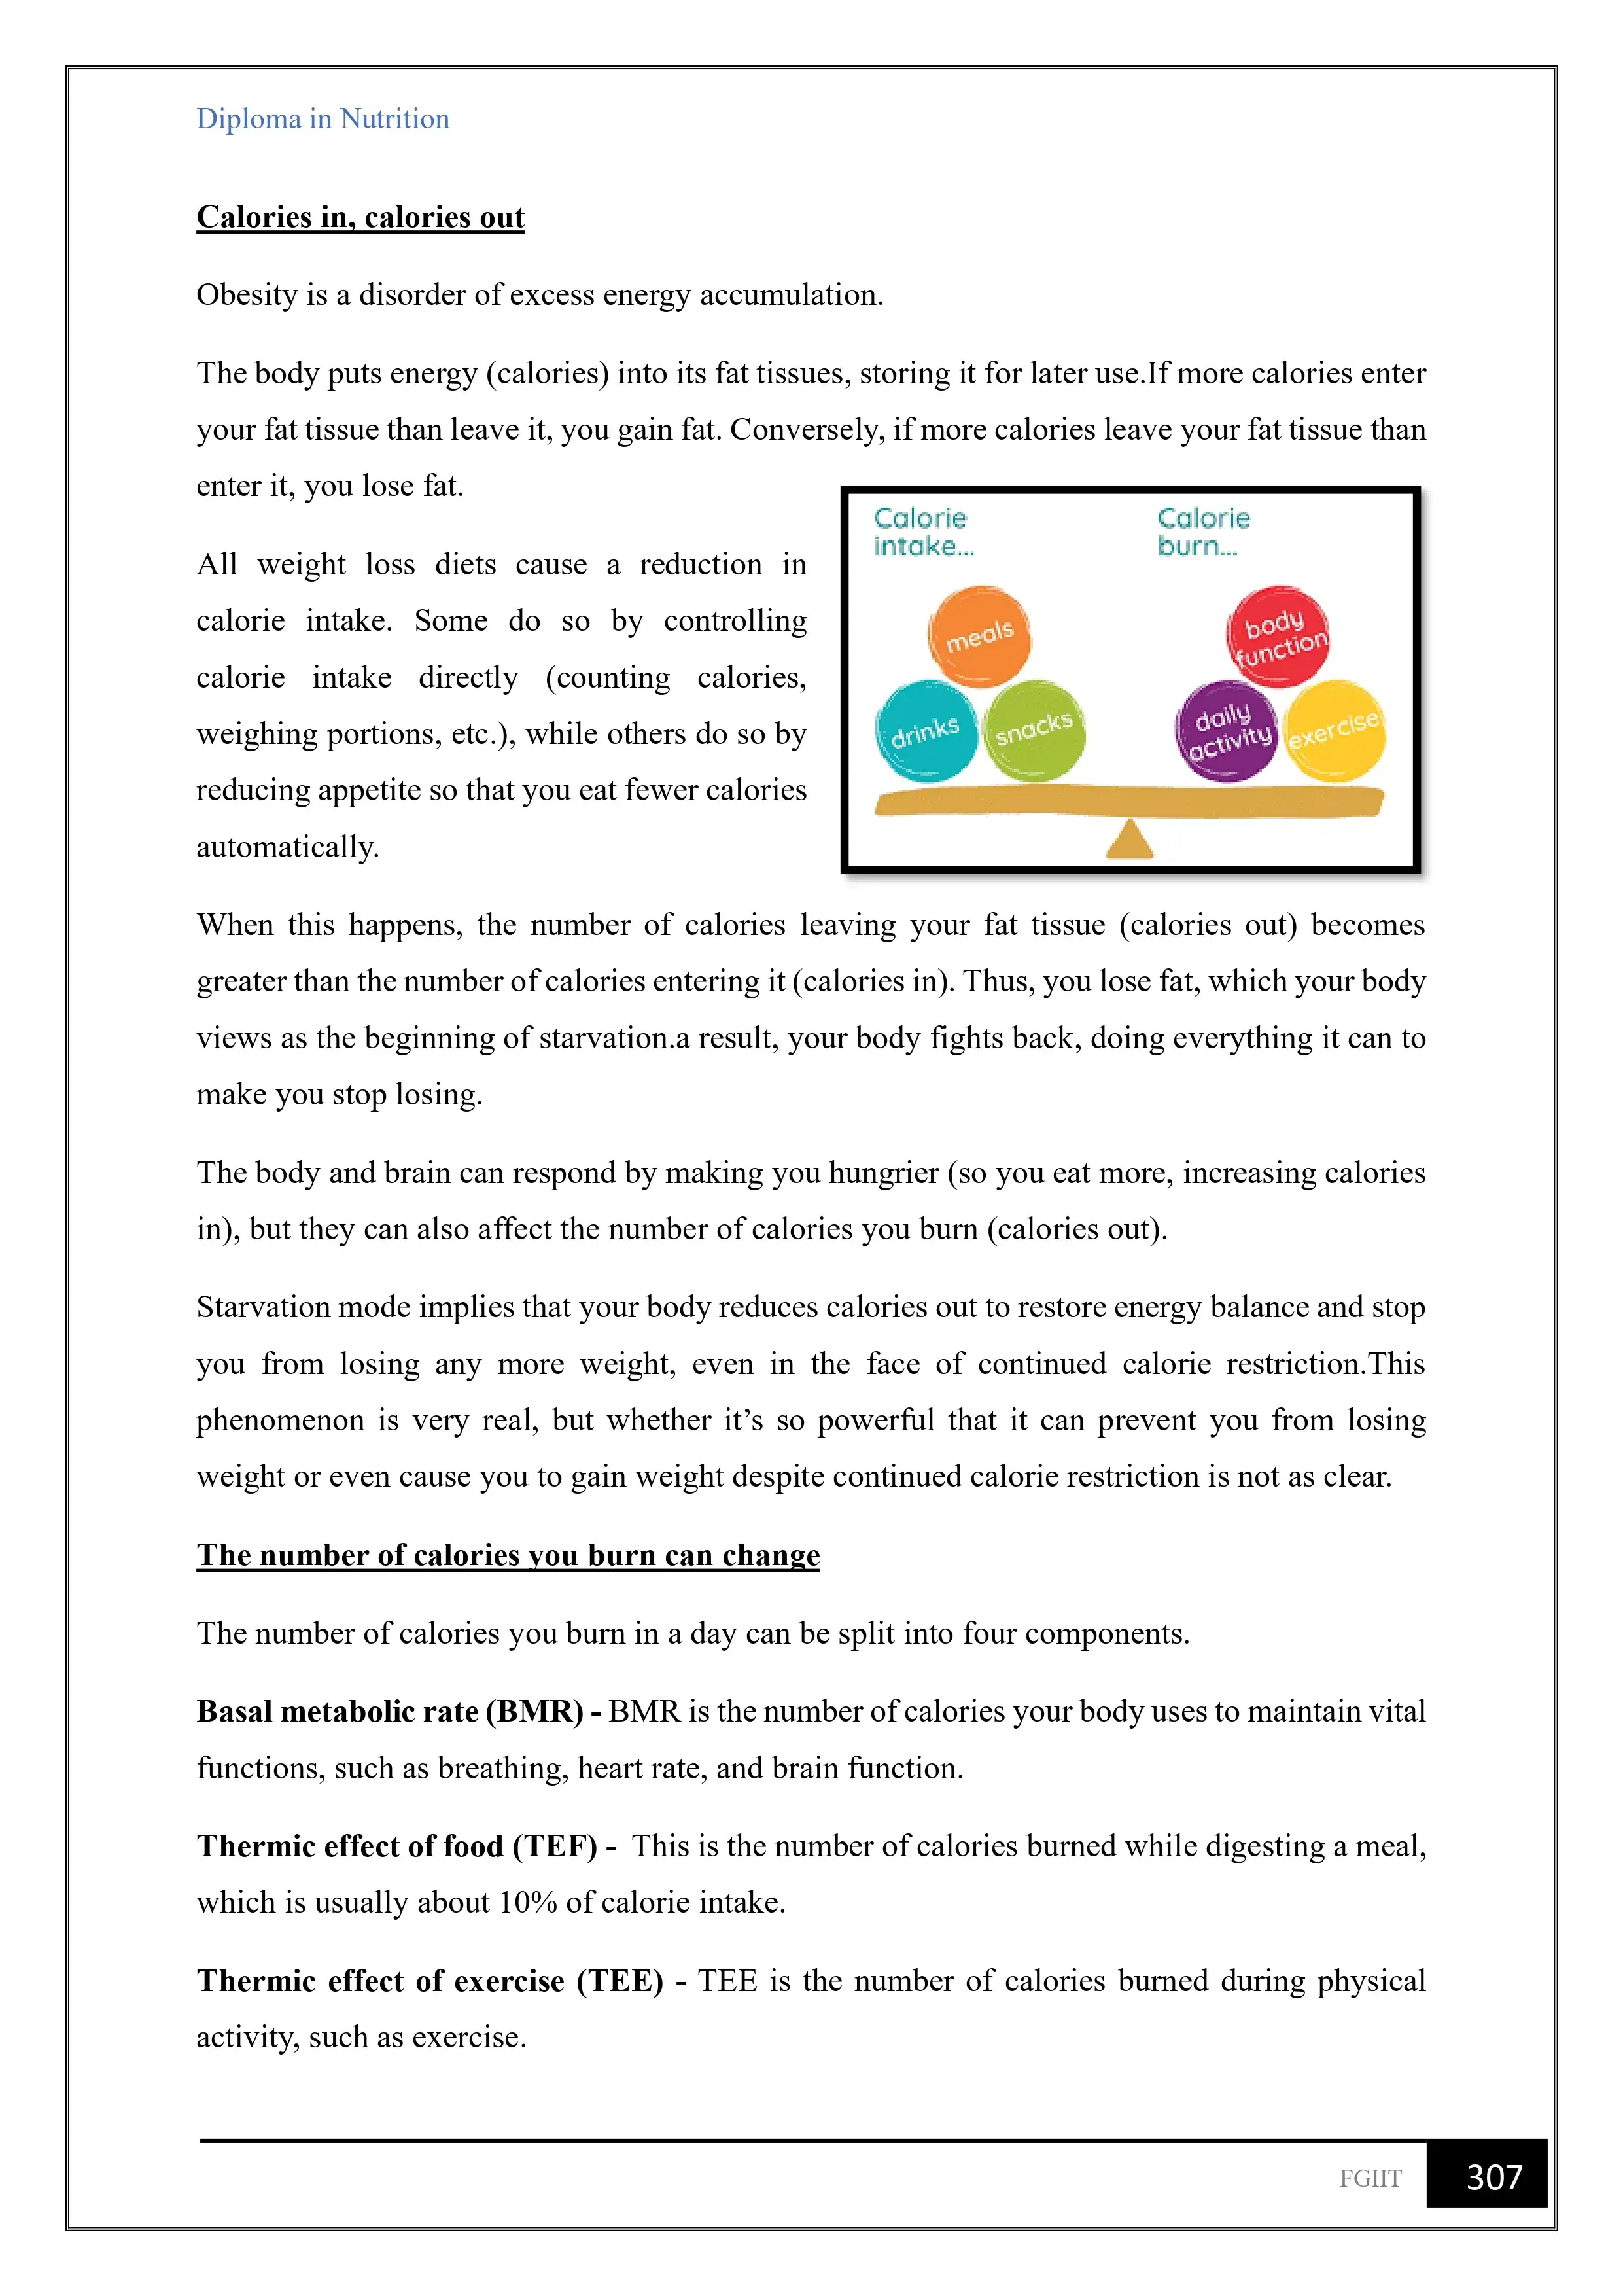 Diploma in Nutrition
Calories in, calories out
Obesity is a disorder of excess energy accumulation.
The body puts energy (calories) into its fat tissues, storing it for later use.If more calories enter
your fat tissue than leave it, you gain fat. Conversely, if more calories leave your fat tissue than
enter it, you lose fat.
All weight loss diets cause a reduction in
calorie intake. Some do so by controlling
calorie intake directly (counting calories,
weighing portions, etc.), while others do so by
reducing appetite so that you eat fewer calories
automatically.
Calorie
intake...
meals
drinks
snacks
Calorie
burn...
body
function
daily
activity
exercise
When this happens, the number of calories leaving your fat tissue (calories out) becomes
greater than the number of calories entering it (calories in). Thus, you lose fat, which your body
views as the beginning of starvation.a result, your body fights back, doing everything it can to
make you stop losing.
The body and brain can respond by making you hungrier (so you eat more, increasing calories
in), but they can also affect the number of calories you burn (calories out).
Starvation mode implies that your body reduces calories out to restore energy balance and stop
you from losing any more weight, even in the face of continued calorie restriction.This
phenomenon is very real, but whether it’s so powerful that it can prevent you from losing
weight or even cause you to gain weight despite continued calorie restriction is not as clear.
The number of calories you burn can change
The number of calories you burn in a day can be split into four components.
Basal metabolic rate (BMR) - BMR is the number of calories your body uses to maintain vital
functions, such as breathing, heart rate, and brain function.
Thermic effect of food (TEF) - This is the number of calories burned while digesting a meal,
which is usually about 10% of calorie intake.
Thermic effect of exercise (TEE) - TEE is the number of calories burned during physical
activity, such as exercise.
FGIIT 307